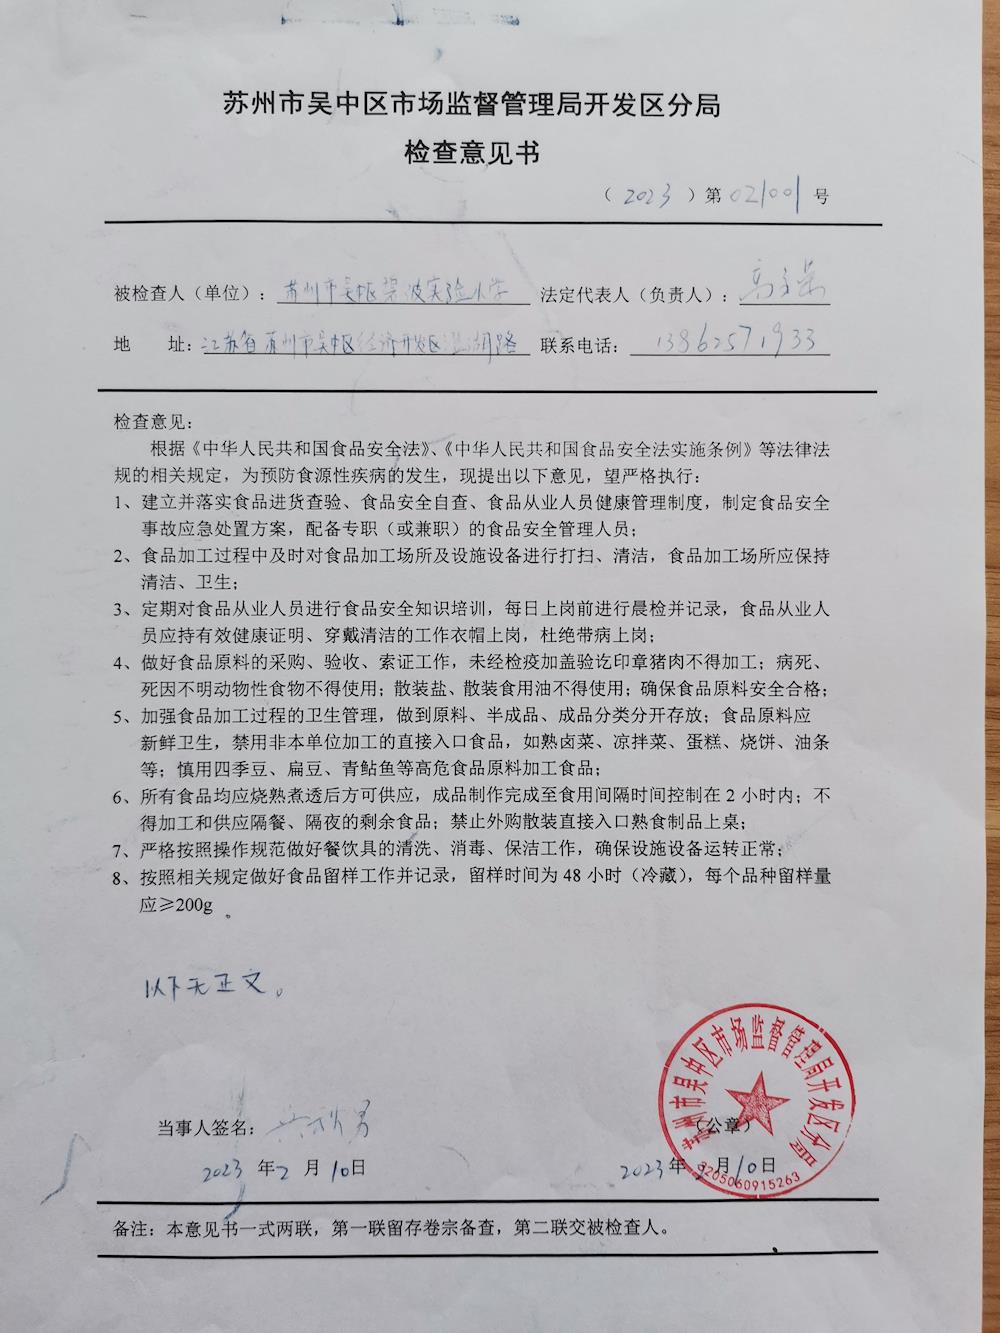 苏州市吴中区市场监督管理局开发区分局
检查意见书
（ 2023 ）第 021001 号
被检查人（单位）：苏州市吴中区碧波实验小学 法定代表人（负责人）：
地 址：江苏省苏州市吴中区经济开发区湖路 联系电话：13862571933
检查意见：
根据《中华人民共和国食品安全法》、《中华人民共和国食品安全法实施条例》等法律法
规的相关规定，为预防食源性疾病的发生，现提出以下意见，望严格执行：
1、建立并落实食品进货查验、食品安全自查、食品从业人员健康管理制度，制定食品安全
事故应急处置方案，配备专职（或兼职）的食品安全管理人员；
2、食品加工过程中及时对食品加工场所及设施设备进行打扫、清洁，食品加工场所应保持
清洁、卫生；
3、定期对食品从业人员进行食品安全知识培训，每日上岗前进行晨检并记录，食品从业人
员应持有效健康证明、穿戴清洁的工作衣帽上岗，杜绝带病上岗；
4、做好食品原料的采购、验收、索证工作，未经检疫加盖验讫印章猪肉不得加工；病死、
死因不明动物性食物不得使用；散装盐、散装食用油不得使用；确保食品原料安全合格；
5、加强食品加工过程的卫生管理，做到原料、半成品、成品分类分开存放；食品原料应
新鲜卫生，禁用非本单位加工的直接入口食品，如熟卤菜、凉拌菜、蛋糕、烧饼、油条
等；慎用四季豆、扁豆、青鲇鱼等高危食品原料加工食品；
6、所有食品均应烧熟煮透后方可供应，成品制作完成至食用间隔时间控制在 2 小时内；不
得加工和供应隔餐、隔夜的剩余食品；禁止外购散装直接入口熟食制品上桌；
7、严格按照操作规范做好餐饮具的清洗、消毒、保洁工作，确保设施设备运转正常；
8、按照相关规定做好食品留样工作并记录，留样时间为 48 小时（冷藏），每个品种留样量
应≥200g。
以下无正文。
苏州市吴中区市场监督管理局开发区分局
当事人签名： （公章）
2023 年 2 月 10 日 2023 年 2 月 10 日
3205060915263
备注：本意见书一式两联，第一联留存卷宗备查，第二联交被检查人。